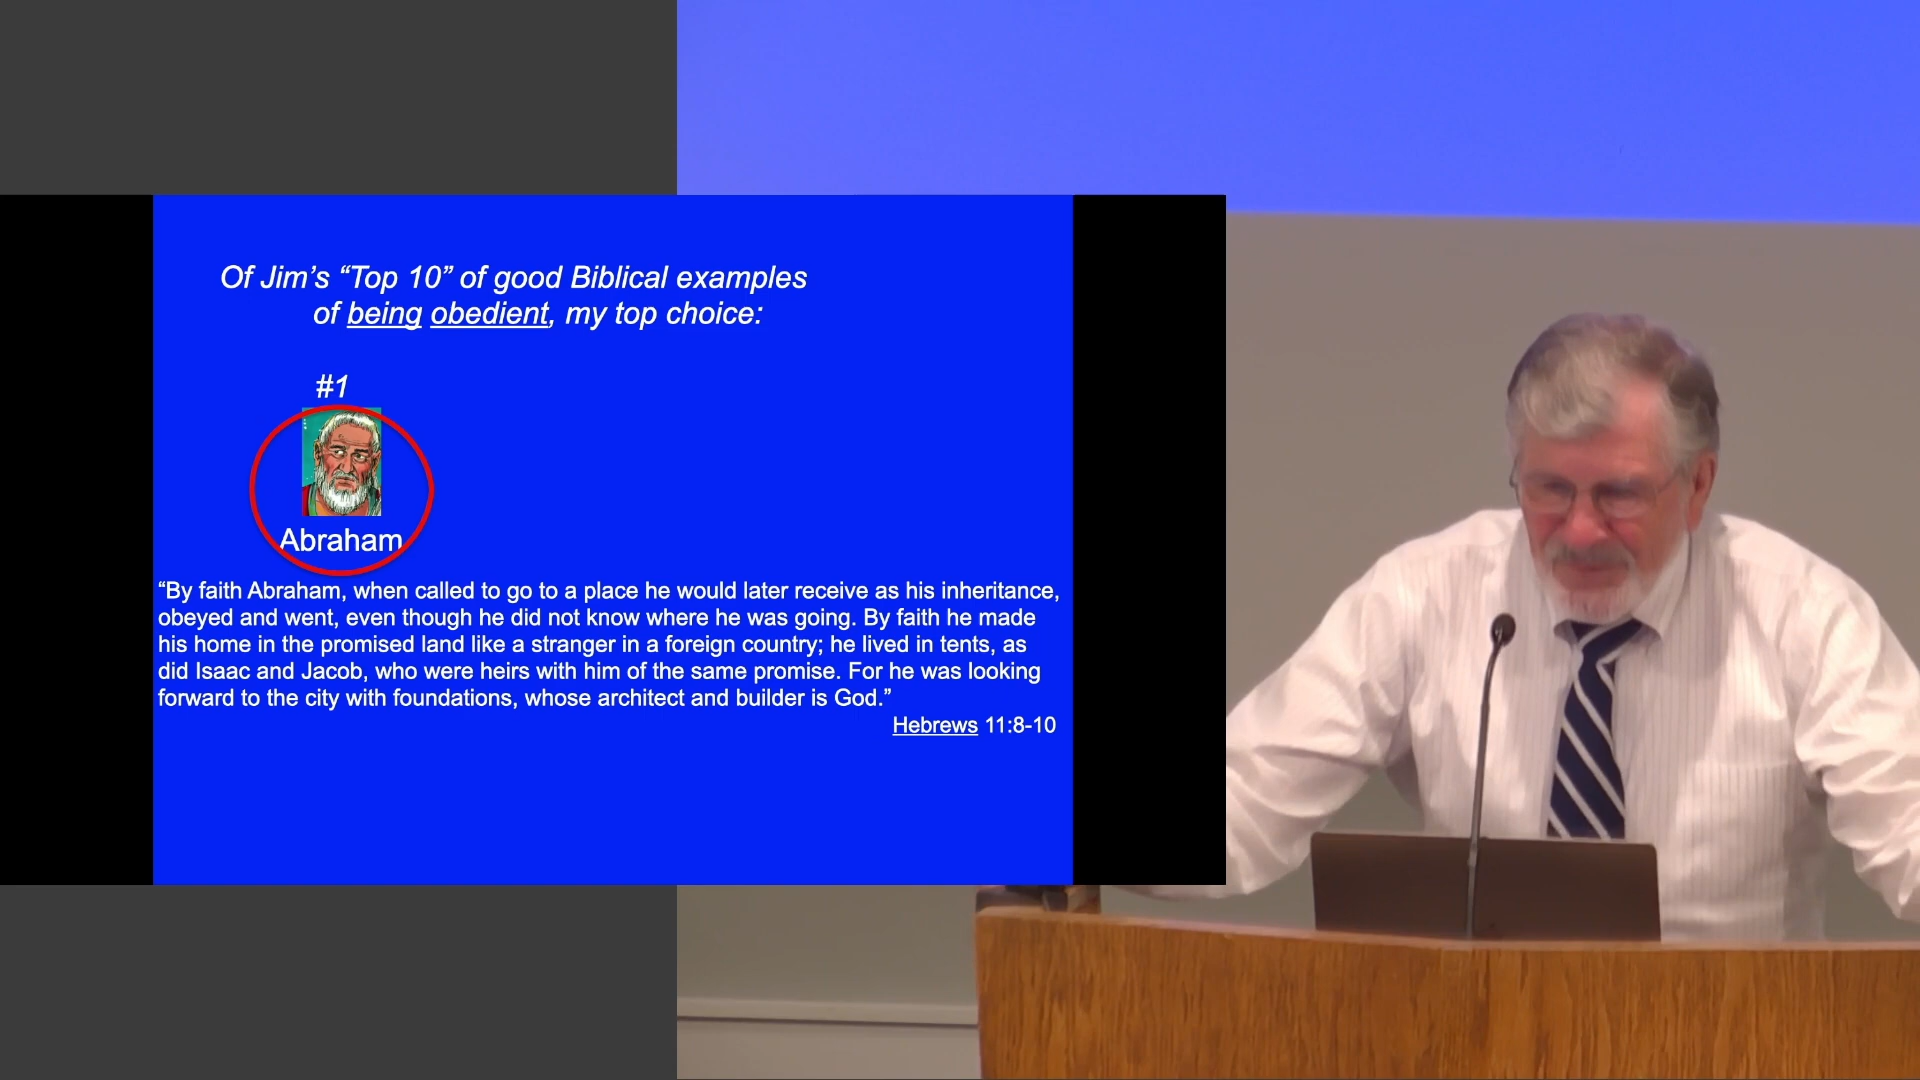 Of Jim’s “Top 10” of good Biblical examples
of being obedient, my top choice:
#1
Abraham
“By faith Abraham, when called to go to a place he would later receive as his inheritance,
obeyed and went, even though he did not know where he was going. By faith he made
his home in the promised land like a stranger in a foreign country; he lived in tents, as
did Isaac and Jacob, who were heirs with him of the same promise. For he was looking
forward to the city with foundations, whose architect and builder is God.”
Hebrews 11:8-10